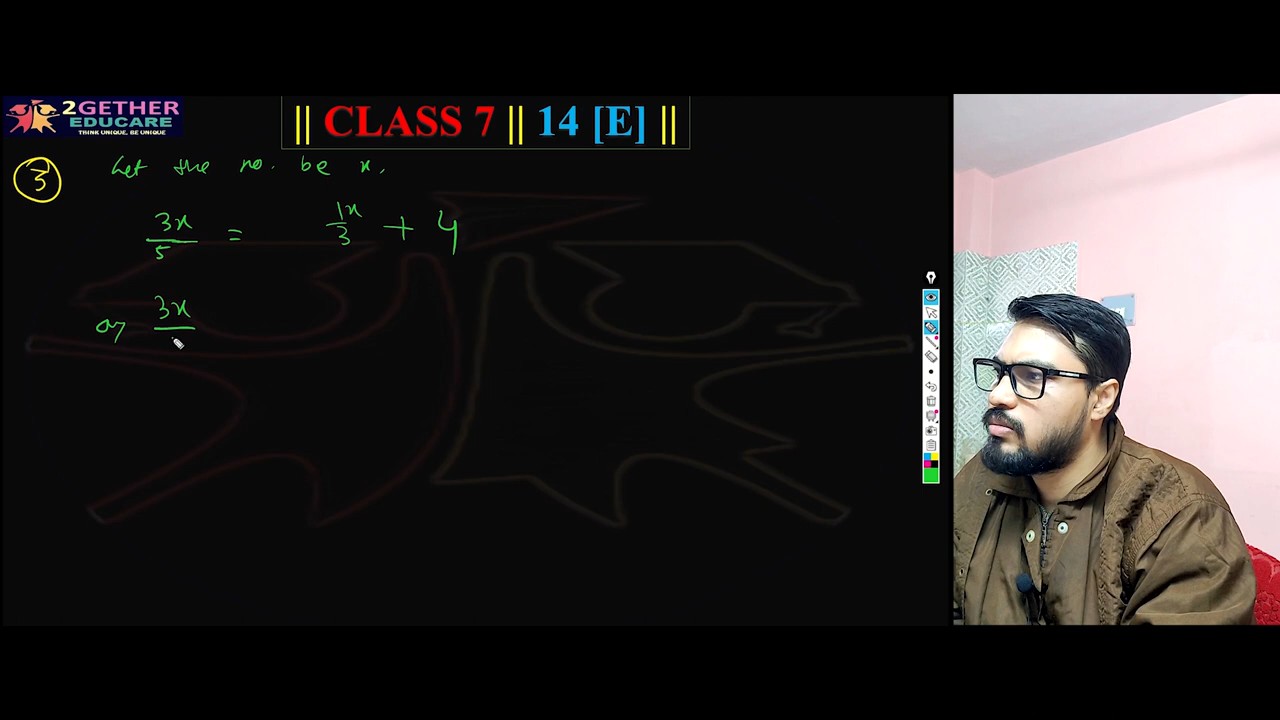 2GETHER
EDUCARE
THINK UNIQUE, BE UNIQUE
|| CLASS 7 || 14 [E] ||
3 Let the no. be x.
3x/5 = 1x/3 + 4
or 3x/